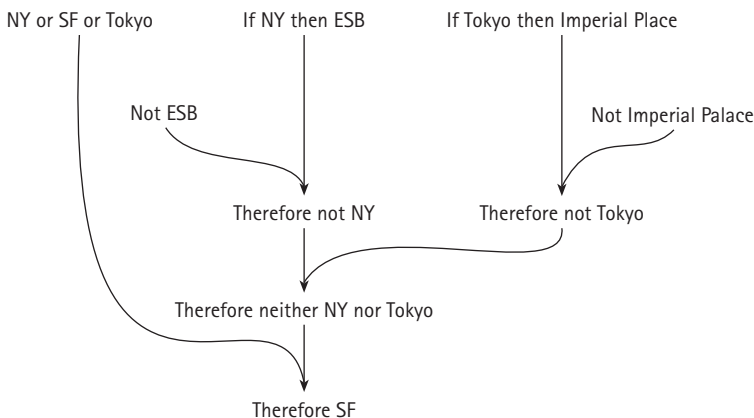 NY or SF or Tokyo
If NY then ESB
If Tokyo then Imperial Place
Not ESB
Not Imperial Palace
Therefore not NY
Therefore not Tokyo
Therefore neither NY nor Tokyo
Therefore SF